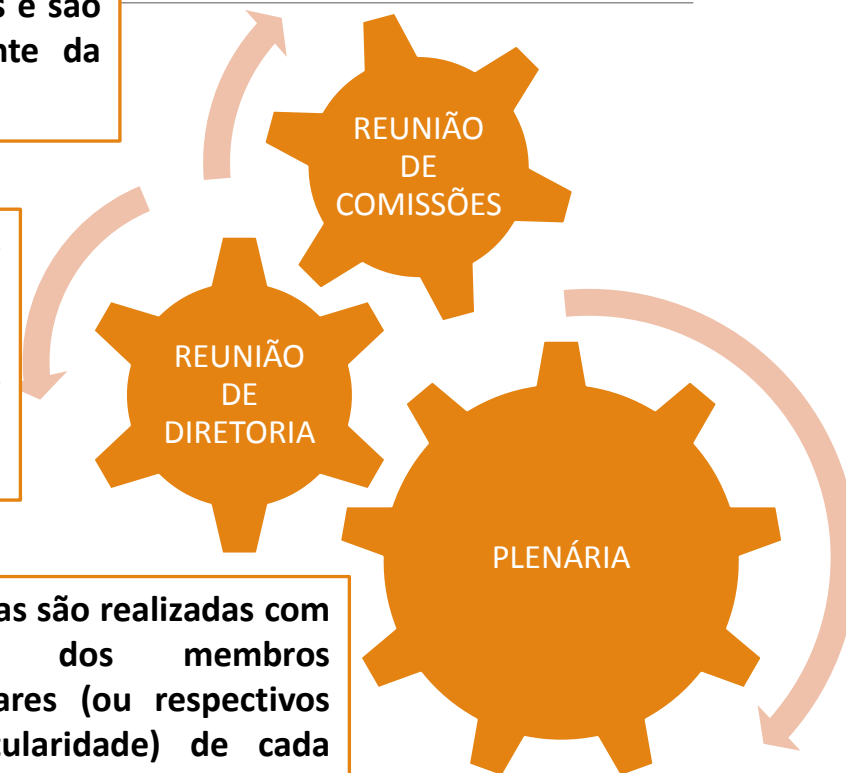 s e são
nte da
REUNIÃO
DE
COMISSÕES
REUNIÃO
DE
DIRETORIA
PLENÁRIA
as são realizadas com
dos membros
ares (ou respectivos
tularidade) de cada